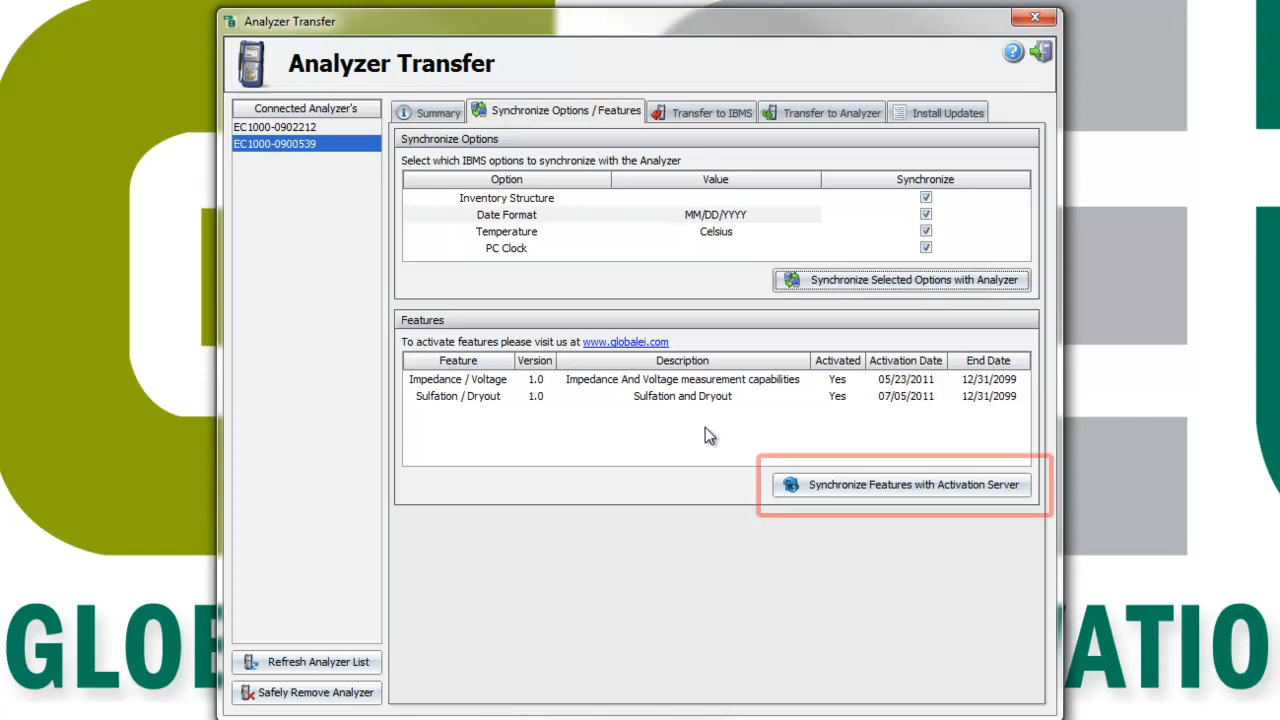 Analyzer Transfer
Analyzer Transfer
Connected Analyzer's
EC1000-0902212
EC1000-0900539
Summary
Synchronize Options / Features
Transfer to IBMS
Transfer to Analyzer
Install Updates
Synchronize Options
Select which IBMS options to synchronize with the Analyzer
Option Value Synchronize
Inventory Structure
Date Format MM/DD/YYYY
Temperature Celsius
PC Clock
Synchronize Selected Options with Analyzer
Features
To activate features please visit us at www.globalei.com
Feature Version Description Activated Activation Date End Date
Impedance / Voltage 1.0 Impedance And Voltage measurement capabilities Yes 05/23/2011 12/31/2099
Sulfation / Dryout 1.0 Sulfation and Dryout Yes 07/05/2011 12/31/2099
Synchronize Features with Activation Server
Refresh Analyzer List
Safely Remove Analyzer